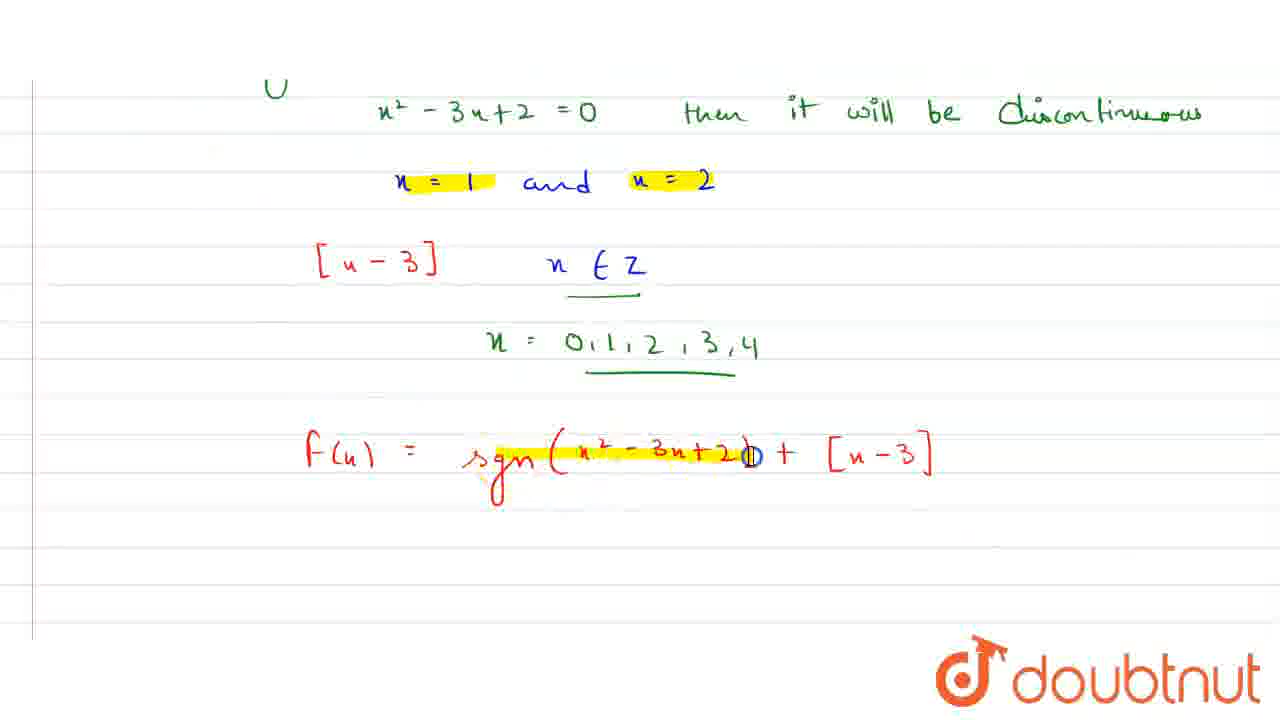 x² - 3x + 2 = 0 then it will be discontinuous
x = 1 and x = 2
[x - 3] x ∈ Z
x = 0, 1, 2, 3, 4
f(x) = sgn(x² - 3x + 2) + [x - 3]
doubtnut